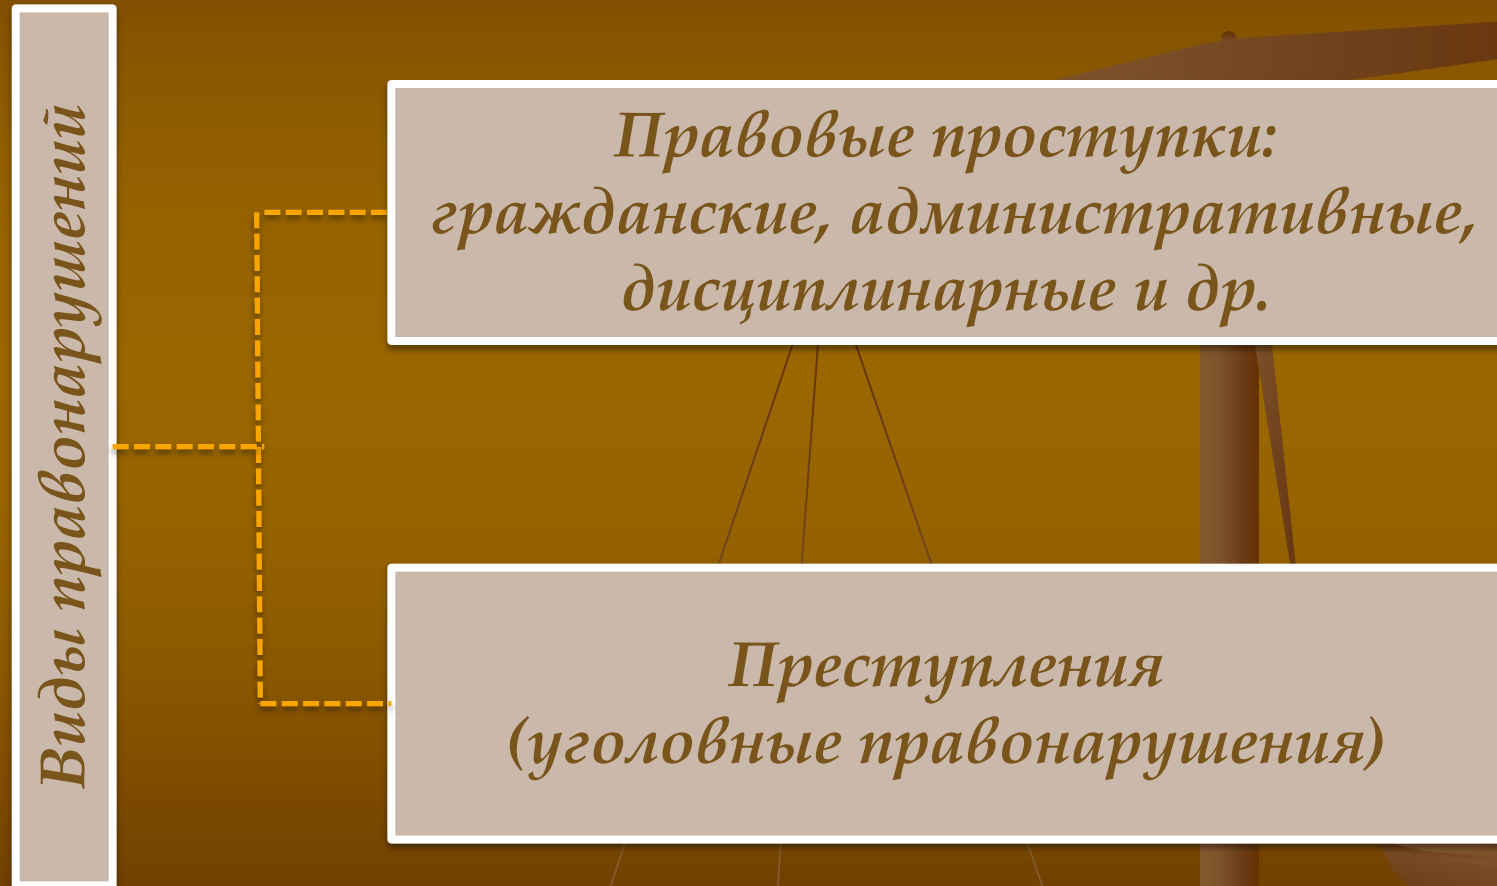 Виды правонарушений
Правовые проступки:
гражданские, административные,
дисциплинарные и др.
Преступления
(уголовные правонарушения)